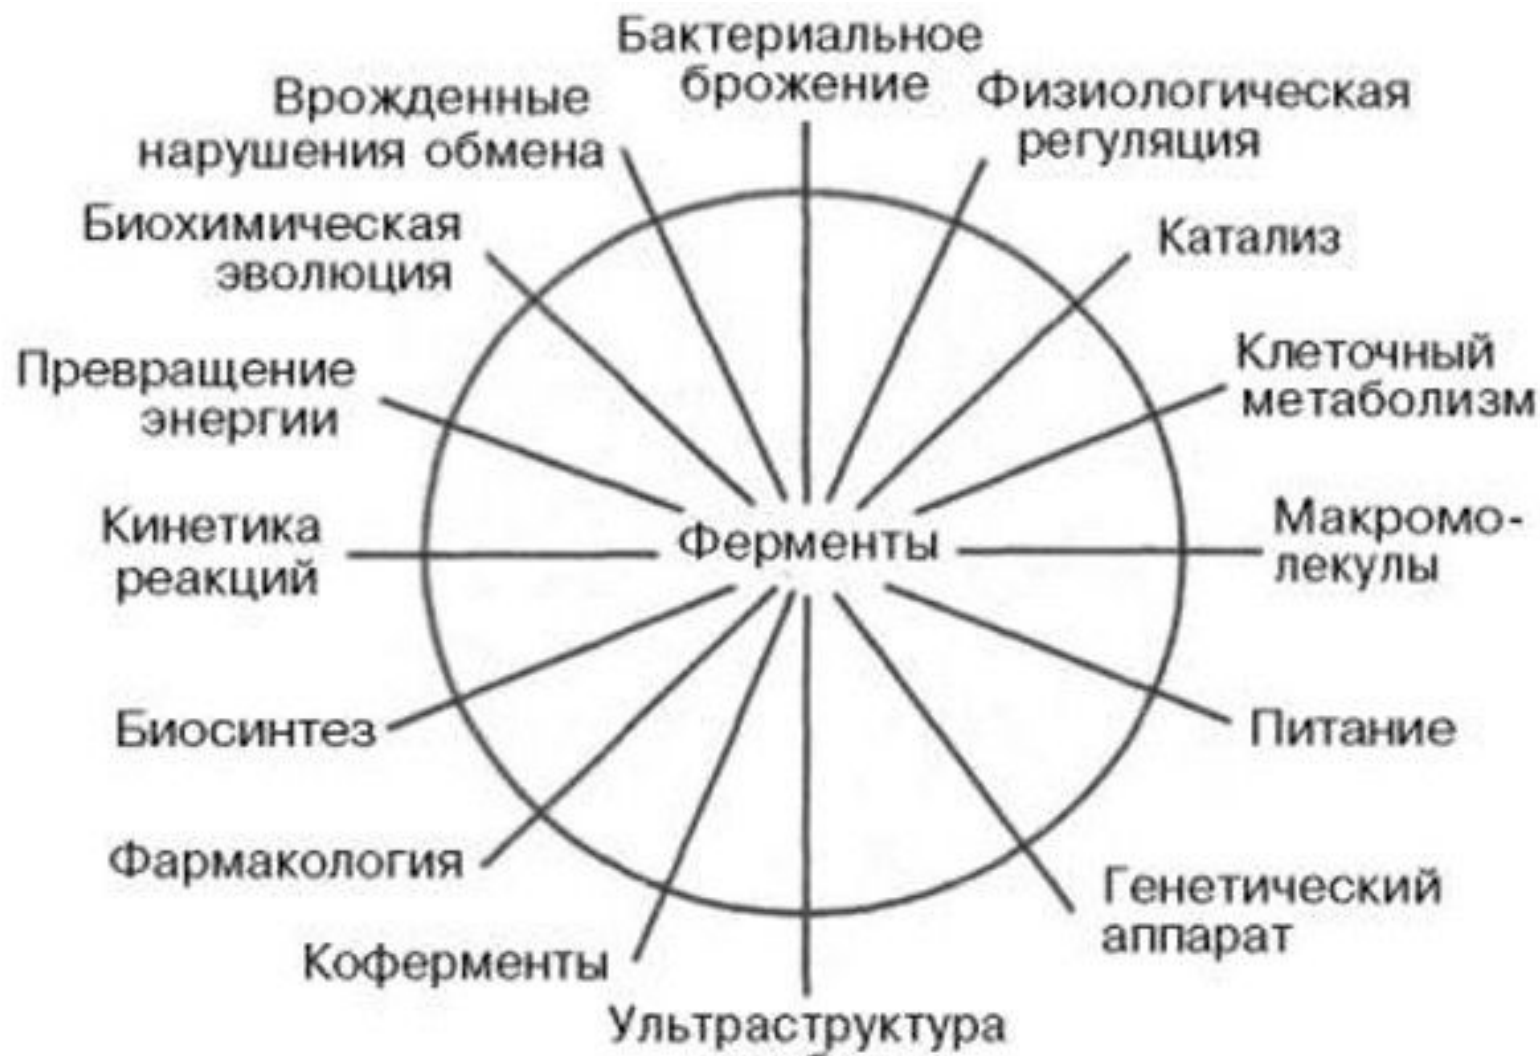 Бактериальное
брожение
Физиологическая
регуляция
Катализ
Клеточный
метаболизм
Макромо-
лекулы
Питание
Генетический
аппарат
Ультраструктура
Коферменты
Фармакология
Биосинтез
Кинетика
реакций
Превращение
энергии
Биохимическая
эволюция
Врожденные
нарушения обмена
Ферменты